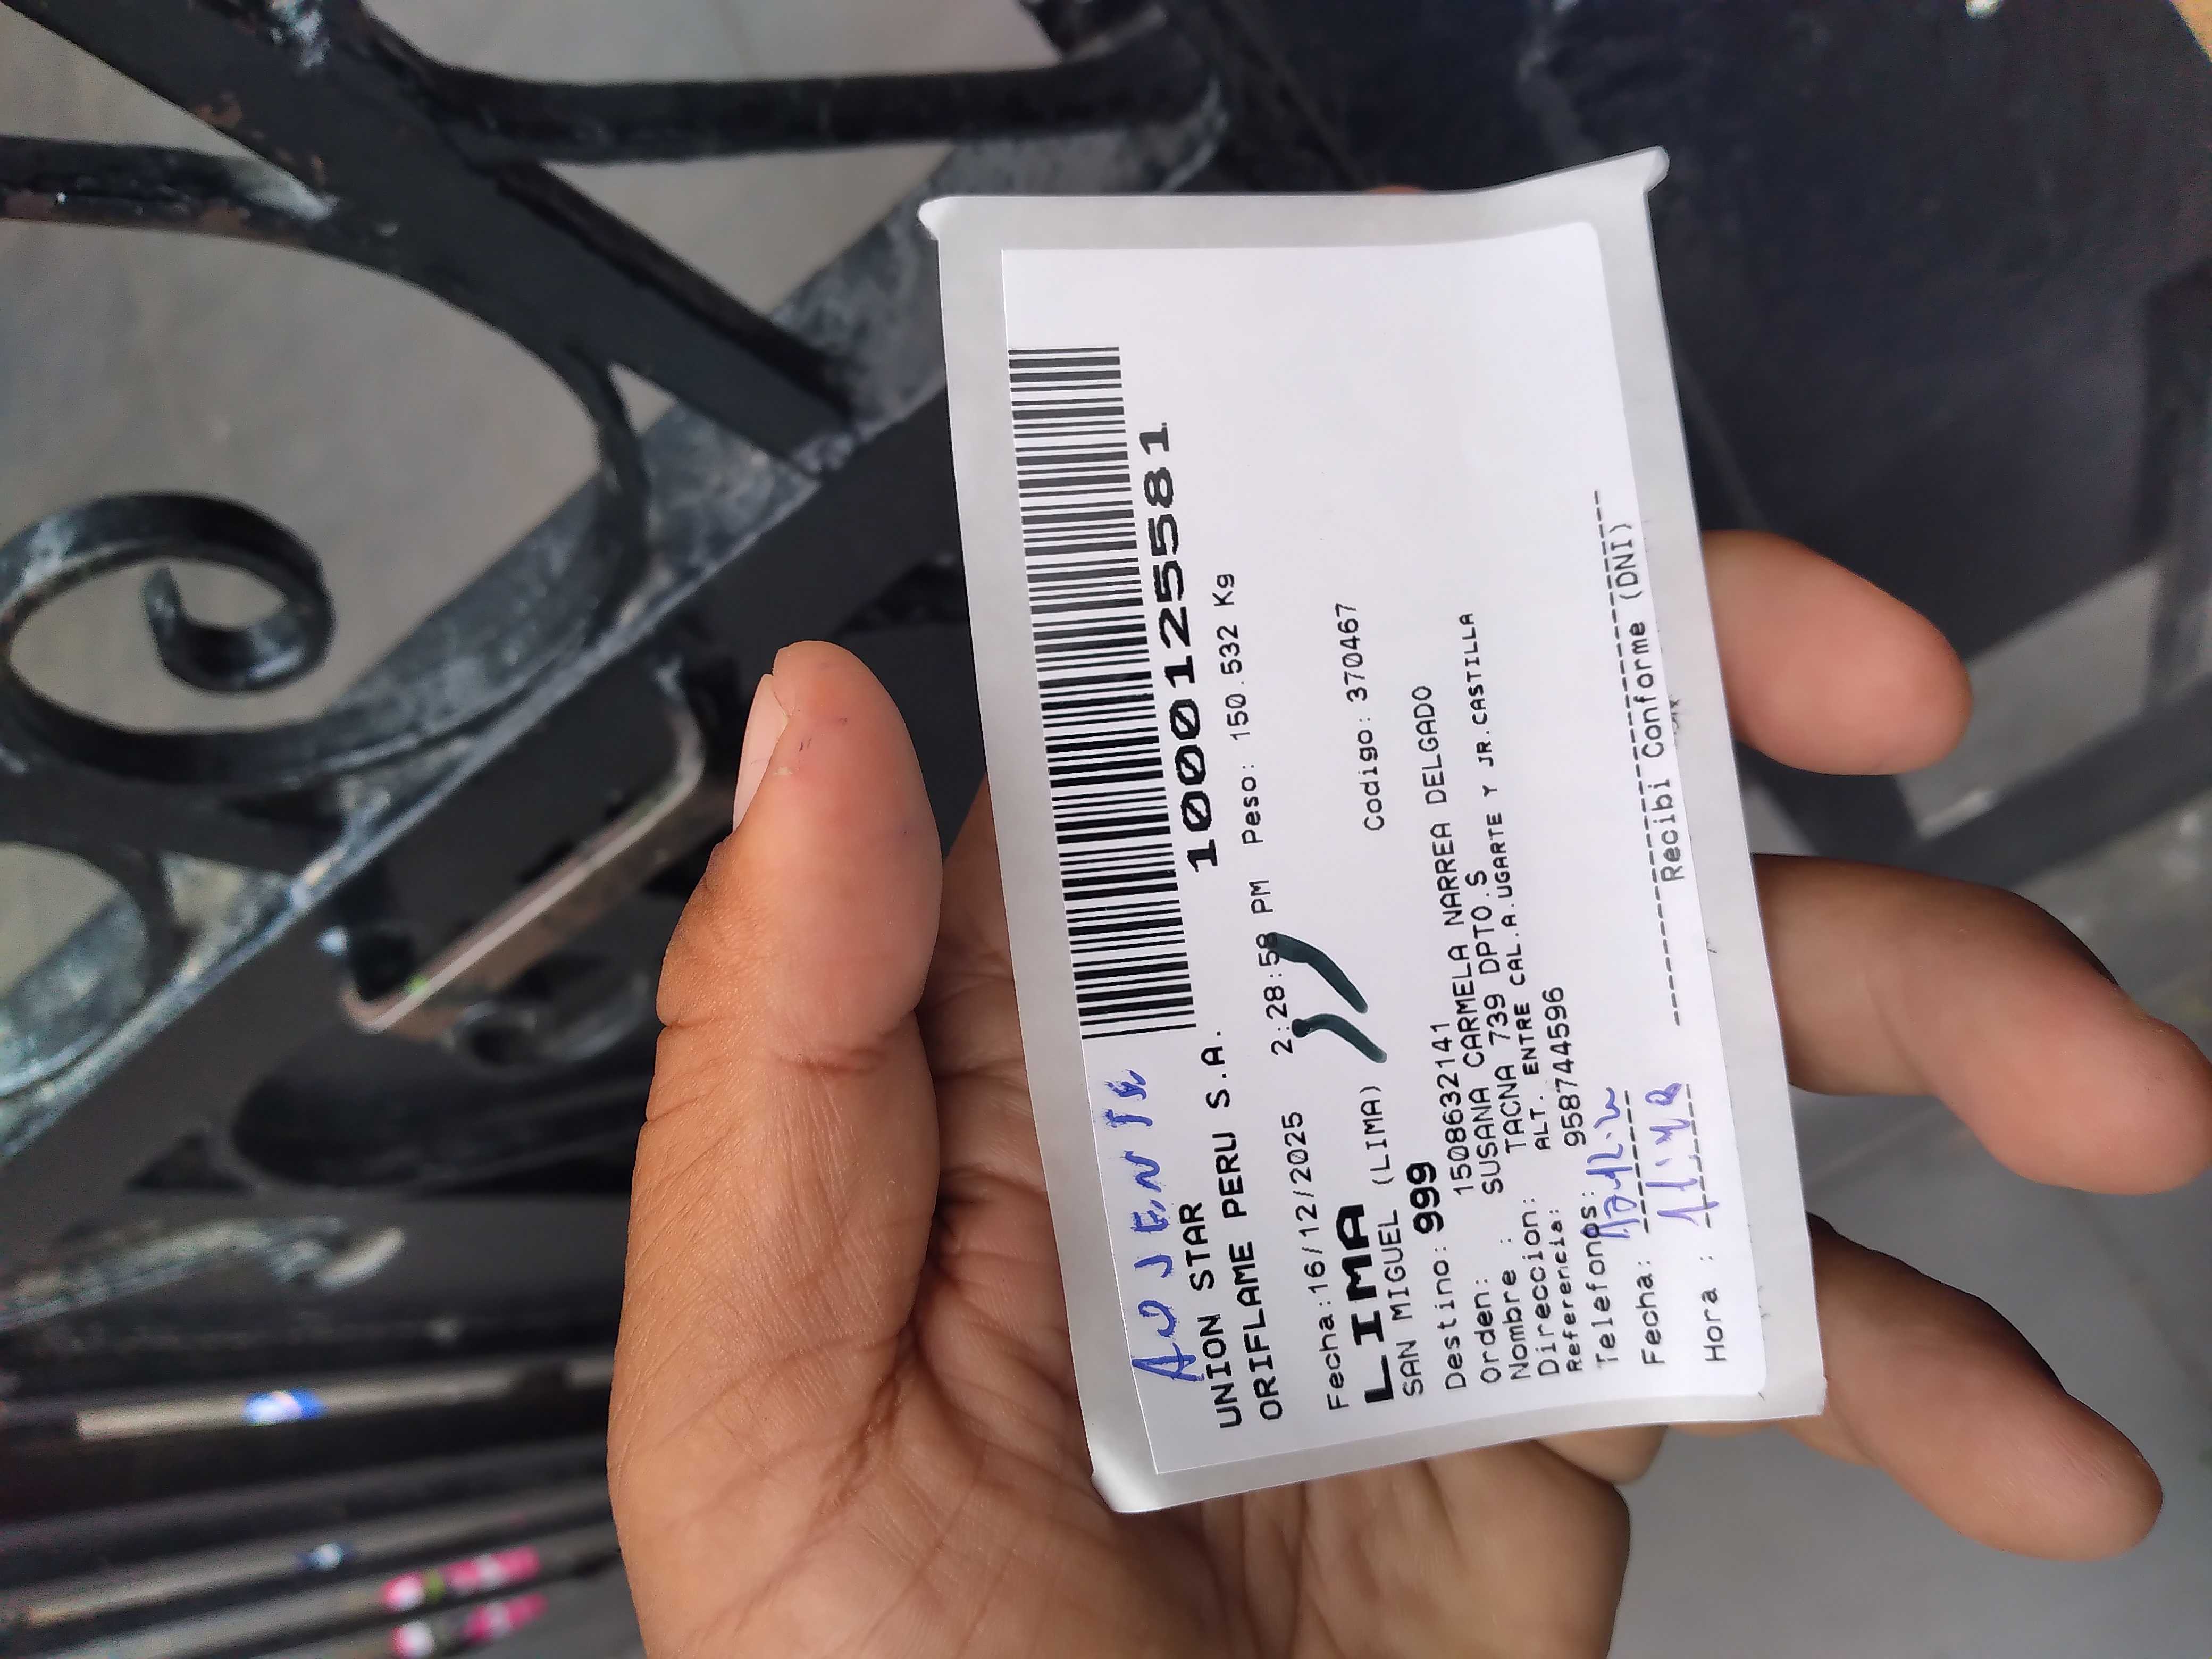 AUSENTE
10001255581
UNION STAR
ORIFLAME PERU S.A.
Fecha:16/12/2025 2:28:58 PM Peso: 150.532 Kg
LIMA
SAN MIGUEL (LIMA) Codigo: 370467
Destino: 999
Orden: 1508632141
Nombre : SUSANA CARMELA NARREA DELGADO
Direccion: TACNA 739 DPTO.S
Referencia: ALT. ENTRE CAL.A.UGARTE Y JR.CASTILLA
Telefonos: 958744596
Fecha:
Hora :
Recibi Conforme (DNI)